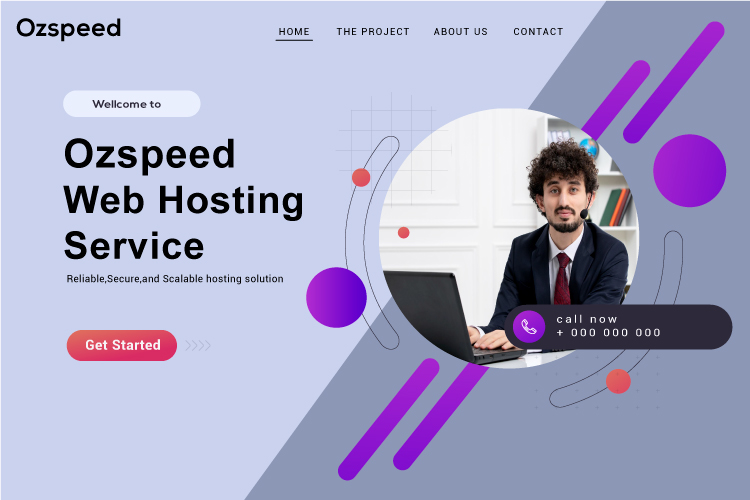 Ozspeed
HOME THE PROJECT ABOUT US CONTACT
Wellcome to
Ozspeed
Web Hosting
Service
Reliable,Secure,and Scalable hosting solution
Get Started
call now
+ 000 000 000